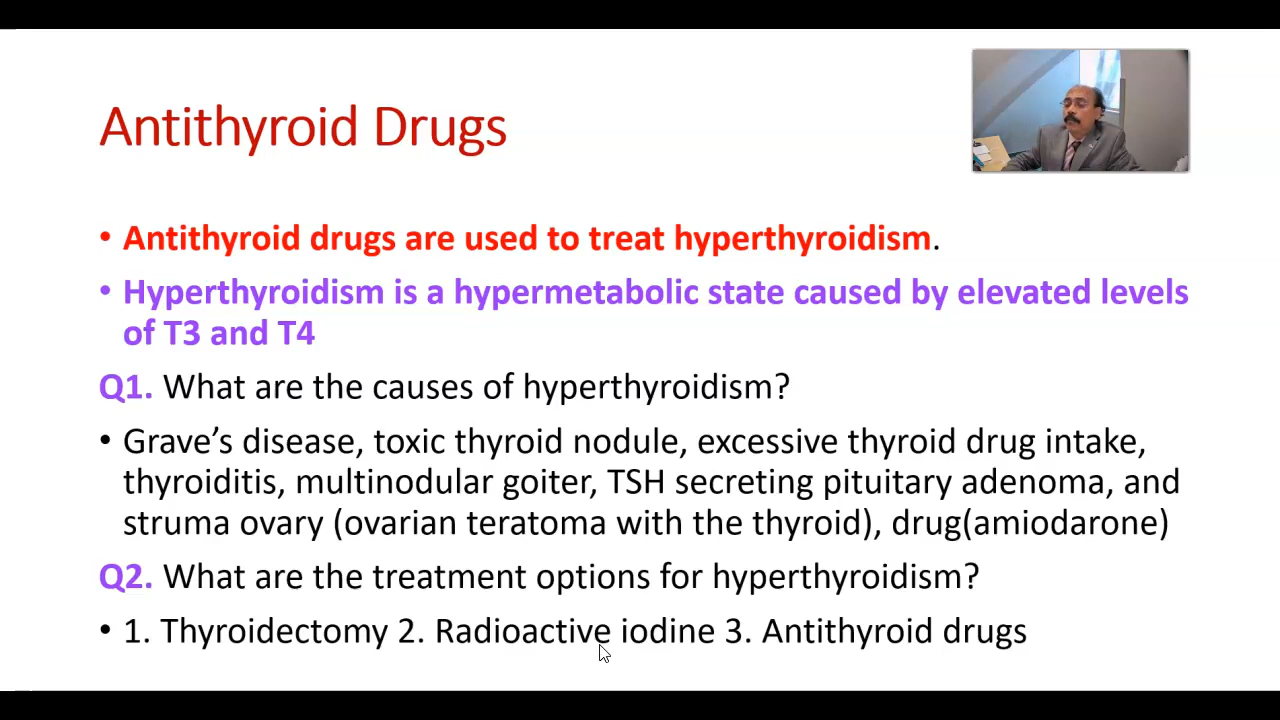 Antithyroid Drugs
• Antithyroid drugs are used to treat hyperthyroidism.
• Hyperthyroidism is a hypermetabolic state caused by elevated levels
of T3 and T4
Q1. What are the causes of hyperthyroidism?
• Grave’s disease, toxic thyroid nodule, excessive thyroid drug intake,
thyroiditis, multinodular goiter, TSH secreting pituitary adenoma, and
struma ovary (ovarian teratoma with the thyroid), drug(amiodarone)
Q2. What are the treatment options for hyperthyroidism?
• 1. Thyroidectomy 2. Radioactive iodine 3. Antithyroid drugs